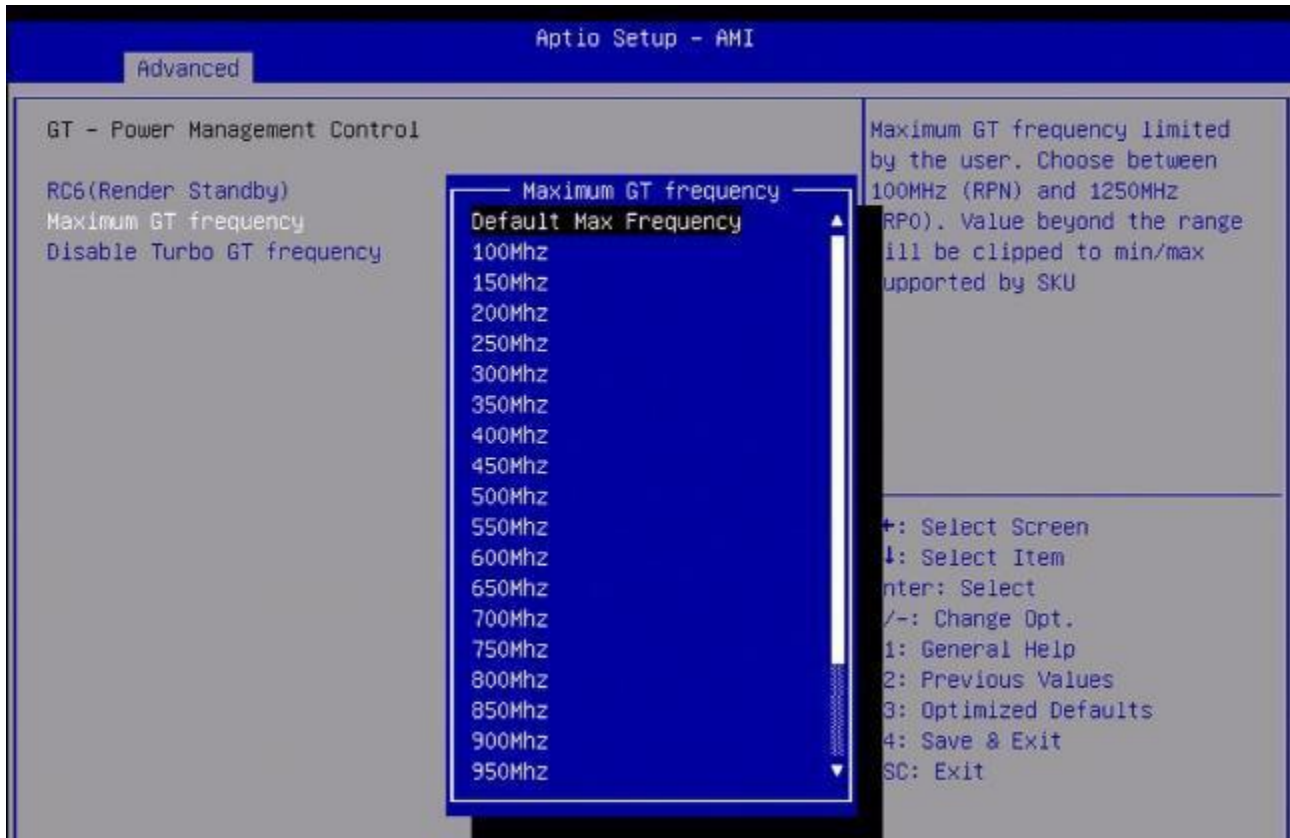 Aptio Setup – AMI
Advanced
GT – Power Management Control
RC6(Render Standby)
Maximum GT frequency
Disable Turbo GT frequency
Maximum GT frequency
Default Max Frequency
100Mhz
150Mhz
200Mhz
250Mhz
300Mhz
350Mhz
400Mhz
450Mhz
500Mhz
550Mhz
600Mhz
650Mhz
700Mhz
750Mhz
800Mhz
850Mhz
900Mhz
950Mhz
Maximum GT frequency limited
by the user. Choose between
100MHz (RPN) and 1250MHz
RP0). Value beyond the range
ill be clipped to min/max
upported by SKU
: Select Screen
↓: Select Item
nter: Select
/-: Change Opt.
1: General Help
2: Previous Values
3: Optimized Defaults
4: Save & Exit
SC: Exit